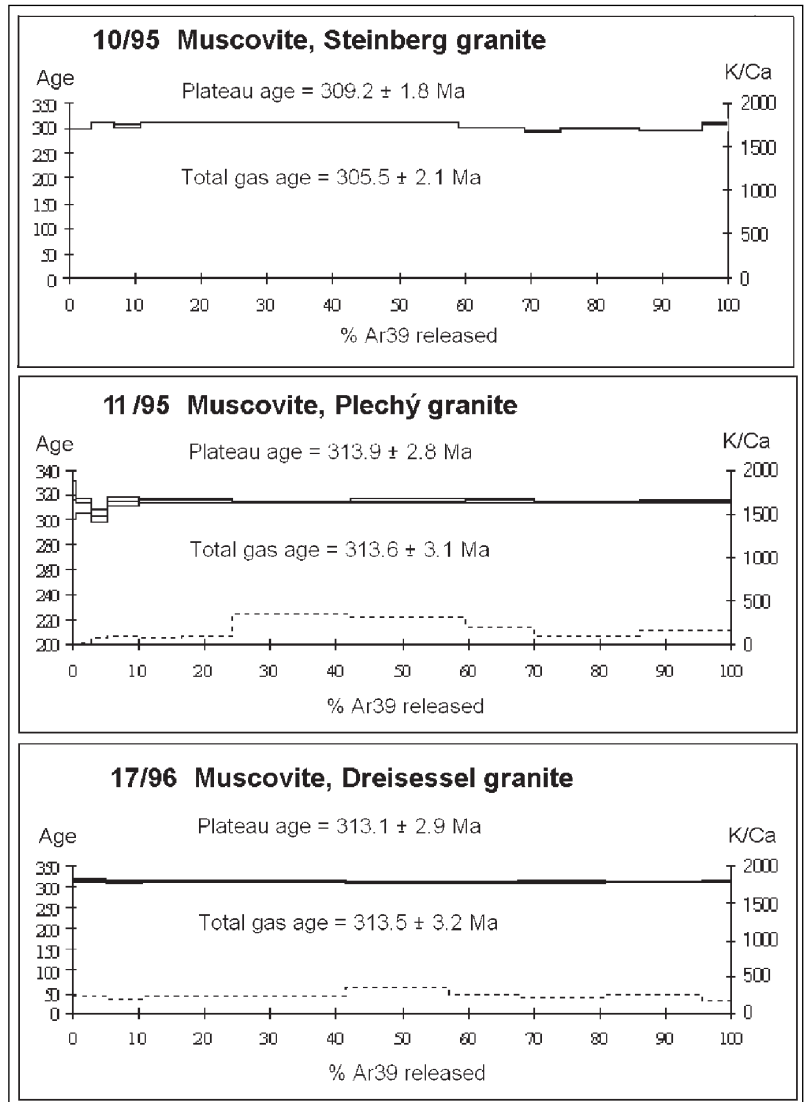 10/95 Muscovite, Steinberg granite
Age
K/Ca
Plateau age = 309.2 ± 1.8 Ma
350
300
250
200
150
100
50
0
2000
1500
1000
500
0
Total gas age = 305.5 ± 2.1 Ma
0 10 20 30 40 50 60 70 80 90 100
% Ar39 released
11/95 Muscovite, Plechý granite
Age
K/Ca
Plateau age = 313.9 ± 2.8 Ma
340
320
300
280
260
240
220
200
2000
1500
1000
500
0
Total gas age = 313.6 ± 3.1 Ma
0 10 20 30 40 50 60 70 80 90 100
% Ar39 released
17/96 Muscovite, Dreisessel granite
Plateau age = 313.1 ± 2.9 Ma
Age
K/Ca
350
300
250
200
150
100
50
0
2000
1500
1000
500
0
Total gas age = 313.5 ± 3.2 Ma
0 10 20 30 40 50 60 70 80 90 100
% Ar39 released